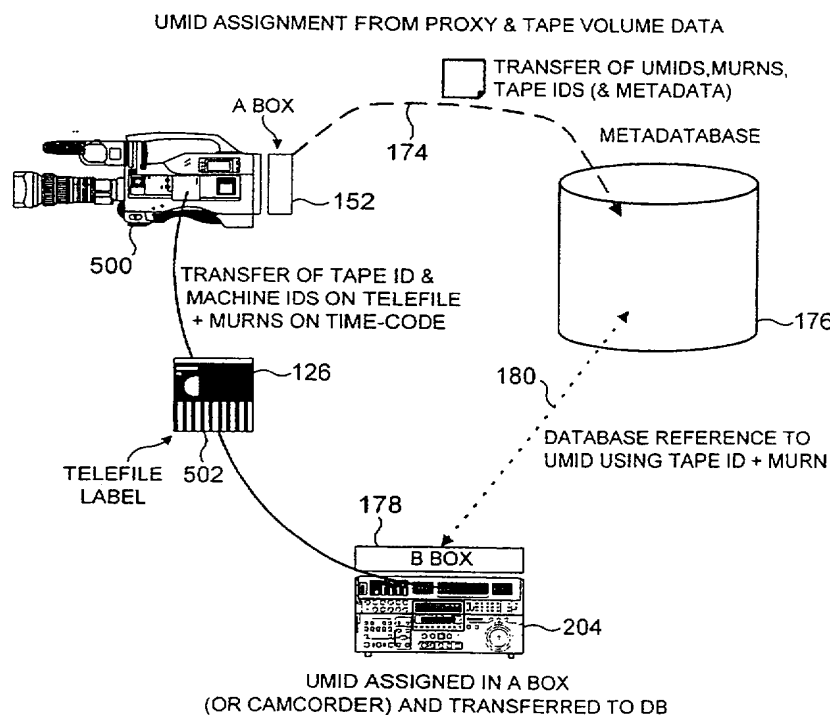 UMID ASSIGNMENT FROM PROXY & TAPE VOLUME DATA
TRANSFER OF UMIDS,MURNS,
TAPE IDS (& METADATA)
A BOX
174
METADATABASE
152
500
TRANSFER OF TAPE ID &
MACHINE IDS ON TELEFILE
+ MURNS ON TIME-CODE
176
126
180
DATABASE REFERENCE TO
UMID USING TAPE ID + MURN
TELEFILE
LABEL
502
178
B BOX
204
UMID ASSIGNED IN A BOX
(OR CAMCORDER) AND TRANSFERRED TO DB